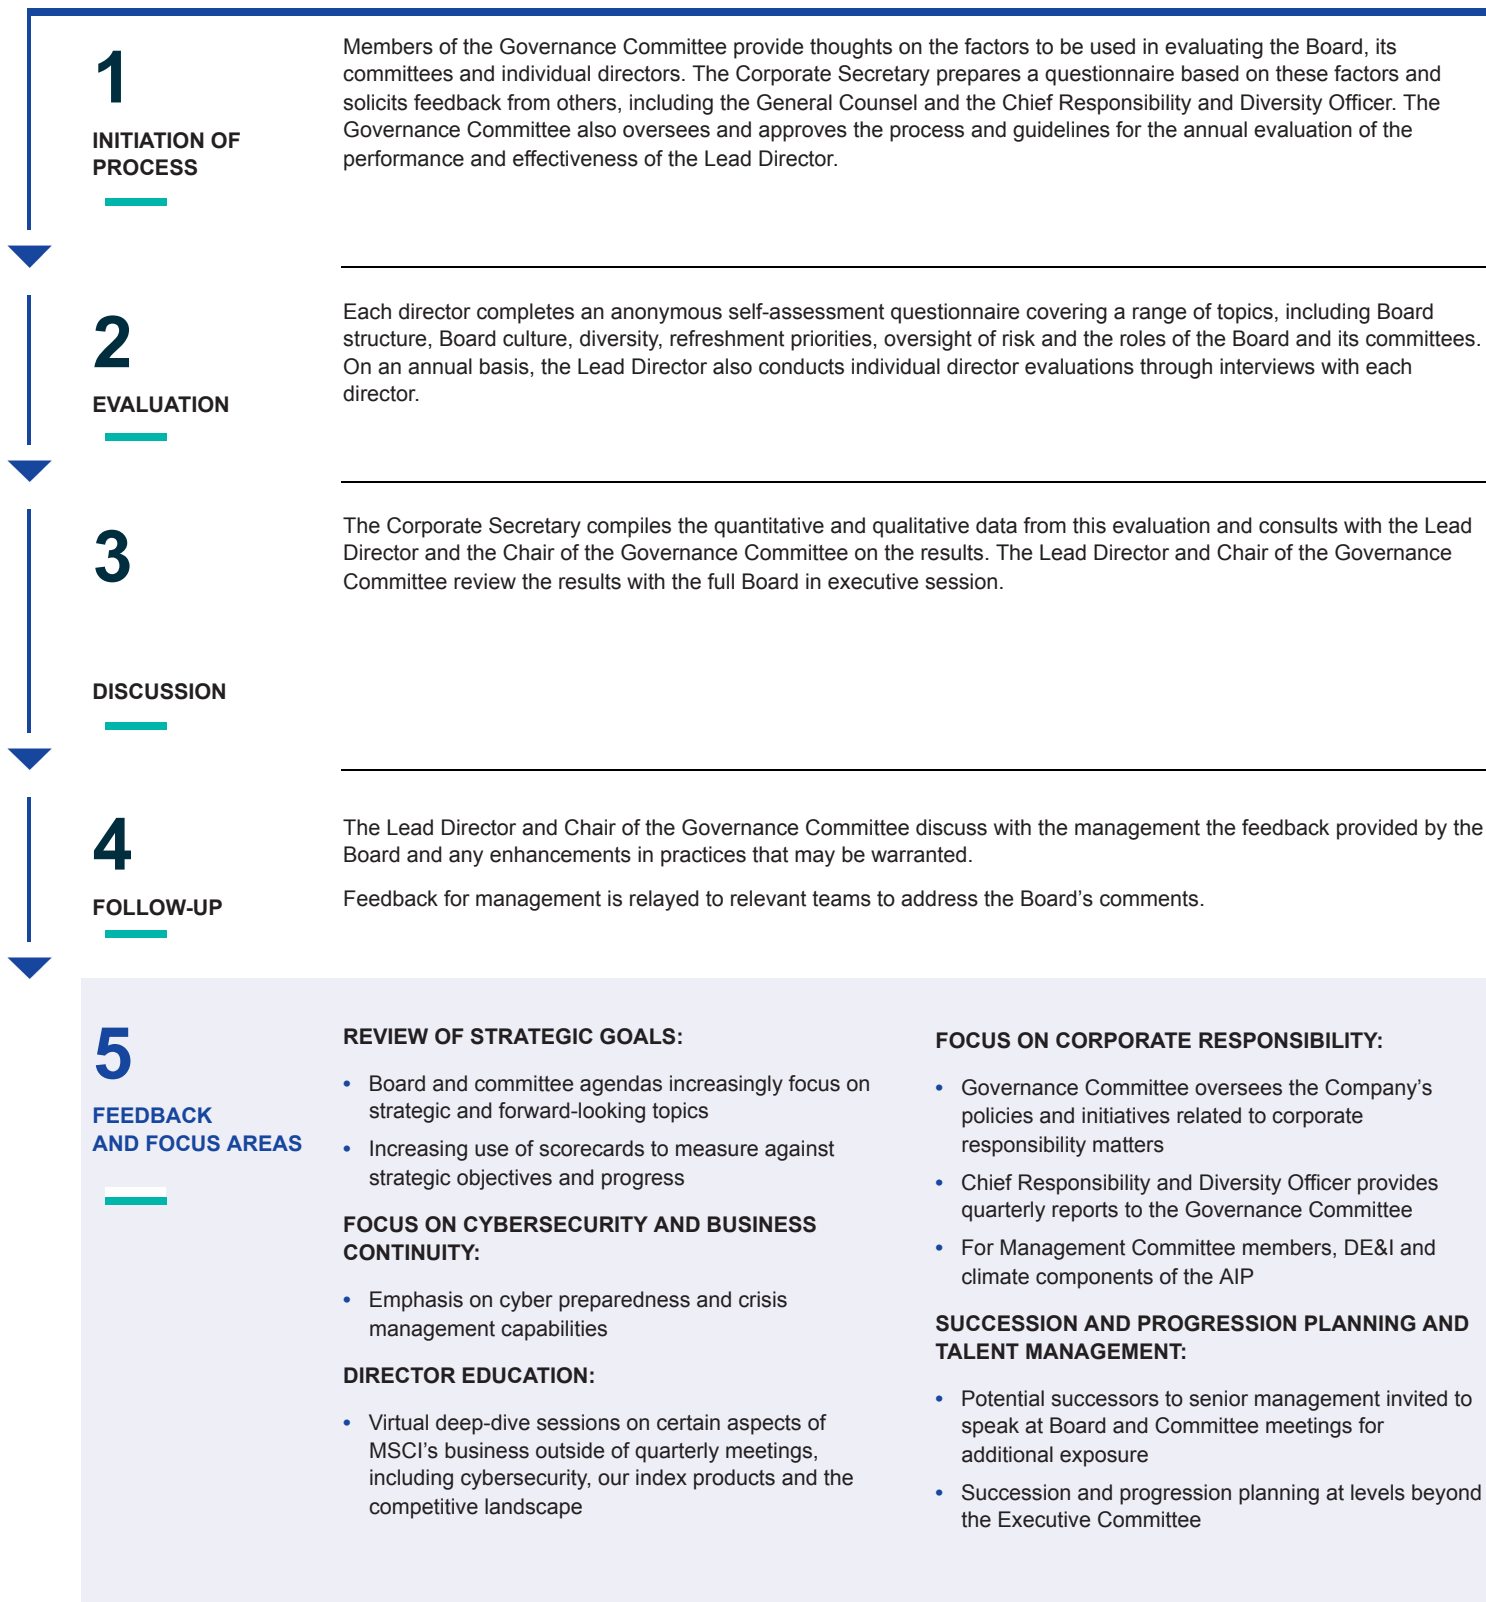 1
INITIATION OF
PROCESS
Members of the Governance Committee provide thoughts on the factors to be used in evaluating the Board, its
committees and individual directors. The Corporate Secretary prepares a questionnaire based on these factors and
solicits feedback from others, including the General Counsel and the Chief Responsibility and Diversity Officer. The
Governance Committee also oversees and approves the process and guidelines for the annual evaluation of the
performance and effectiveness of the Lead Director.
2
EVALUATION
Each director completes an anonymous self-assessment questionnaire covering a range of topics, including Board
structure, Board culture, diversity, refreshment priorities, oversight of risk and the roles of the Board and its committees.
On an annual basis, the Lead Director also conducts individual director evaluations through interviews with each
director.
3
DISCUSSION
The Corporate Secretary compiles the quantitative and qualitative data from this evaluation and consults with the Lead
Director and the Chair of the Governance Committee on the results. The Lead Director and Chair of the Governance
Committee review the results with the full Board in executive session.
4
FOLLOW-UP
The Lead Director and Chair of the Governance Committee discuss with the management the feedback provided by the
Board and any enhancements in practices that may be warranted.
Feedback for management is relayed to relevant teams to address the Board’s comments.
5
FEEDBACK
AND FOCUS AREAS
REVIEW OF STRATEGIC GOALS:
• Board and committee agendas increasingly focus on
strategic and forward-looking topics
• Increasing use of scorecards to measure against
strategic objectives and progress
FOCUS ON CYBERSECURITY AND BUSINESS
CONTINUITY:
• Emphasis on cyber preparedness and crisis
management capabilities
DIRECTOR EDUCATION:
• Virtual deep-dive sessions on certain aspects of
MSCI’s business outside of quarterly meetings,
including cybersecurity, our index products and the
competitive landscape
FOCUS ON CORPORATE RESPONSIBILITY:
• Governance Committee oversees the Company’s
policies and initiatives related to corporate
responsibility matters
• Chief Responsibility and Diversity Officer provides
quarterly reports to the Governance Committee
• For Management Committee members, DE&I and
climate components of the AIP
SUCCESSION AND PROGRESSION PLANNING AND
TALENT MANAGEMENT:
• Potential successors to senior management invited to
speak at Board and Committee meetings for
additional exposure
• Succession and progression planning at levels beyond
the Executive Committee